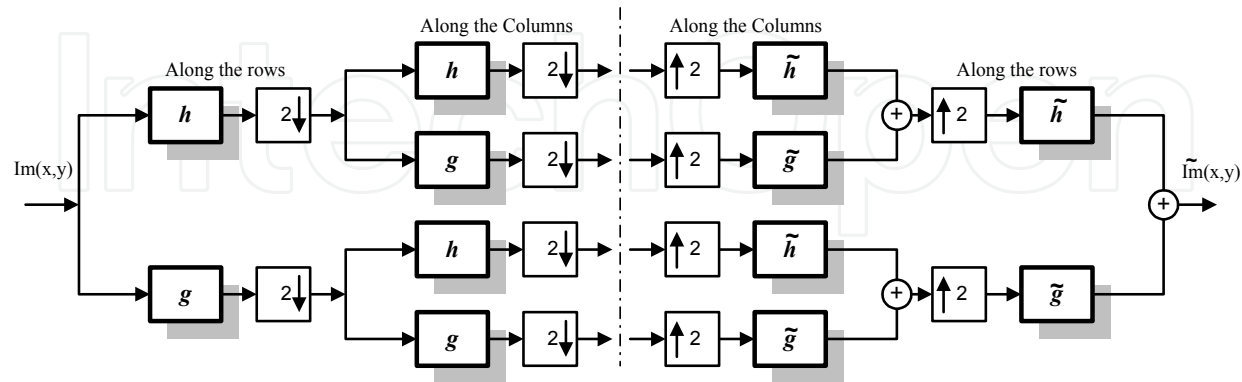 Along the Columns
Along the Columns
Along the rows
h
2
h
2
g
2
2
h̃
2
g̃
Along the rows
2
h̃
Im(x,y)
g
2
h
2
g
2
2
h̃
2
g̃
2
g̃
Ĩm(x,y)
+
+
+
IntechOpen